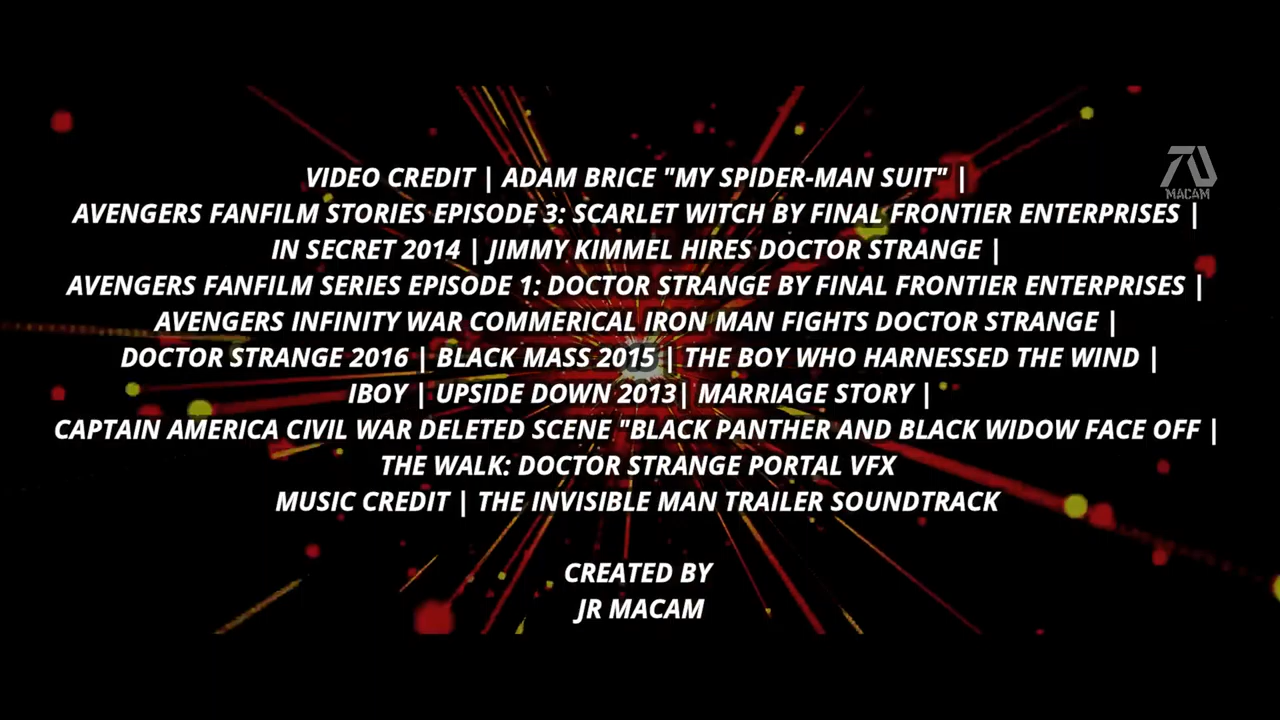 VIDEO CREDIT | ADAM BRICE "MY SPIDER-MAN SUIT" |
AVENGERS FANFILM STORIES EPISODE 3: SCARLET WITCH BY FINAL FRONTIER ENTERPRISES |
IN SECRET 2014 | JIMMY KIMMEL HIRES DOCTOR STRANGE |
AVENGERS FANFILM SERIES EPISODE 1: DOCTOR STRANGE BY FINAL FRONTIER ENTERPRISES |
AVENGERS INFINITY WAR COMMERICAL IRON MAN FIGHTS DOCTOR STRANGE |
DOCTOR STRANGE 2016 | BLACK MASS 2015 | THE BOY WHO HARNESSED THE WIND |
IBOY | UPSIDE DOWN 2013| MARRIAGE STORY |
CAPTAIN AMERICA CIVIL WAR DELETED SCENE "BLACK PANTHER AND BLACK WIDOW FACE OFF |
THE WALK: DOCTOR STRANGE PORTAL VFX
MUSIC CREDIT | THE INVISIBLE MAN TRAILER SOUNDTRACK
CREATED BY
JR MACAM
MACAM